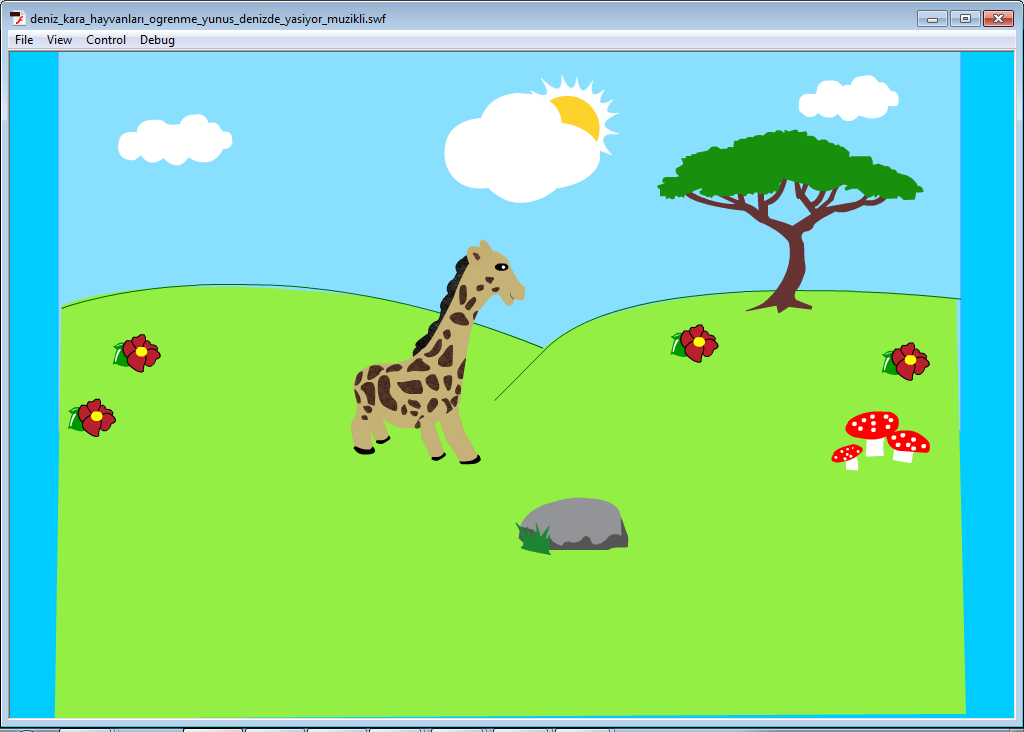 deniz_kara_hayvanları_ogrenme_yunus_denizde_yasiyor_muzikli.swf
File View Control Debug